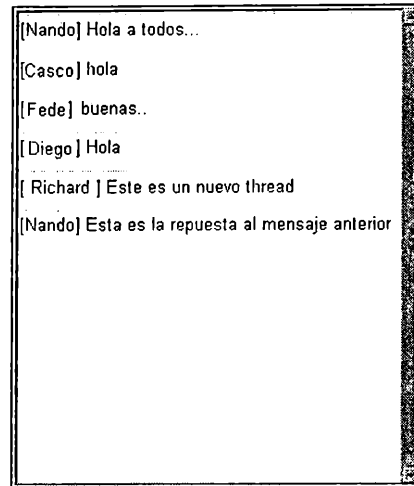 [Nando] Hola a todos...
[Casco] hola
[Fede] buenas..
[Diego] Hola
[ Richard ] Este es un nuevo thread
[Nando] Esta es la repuesta al mensaje anterior